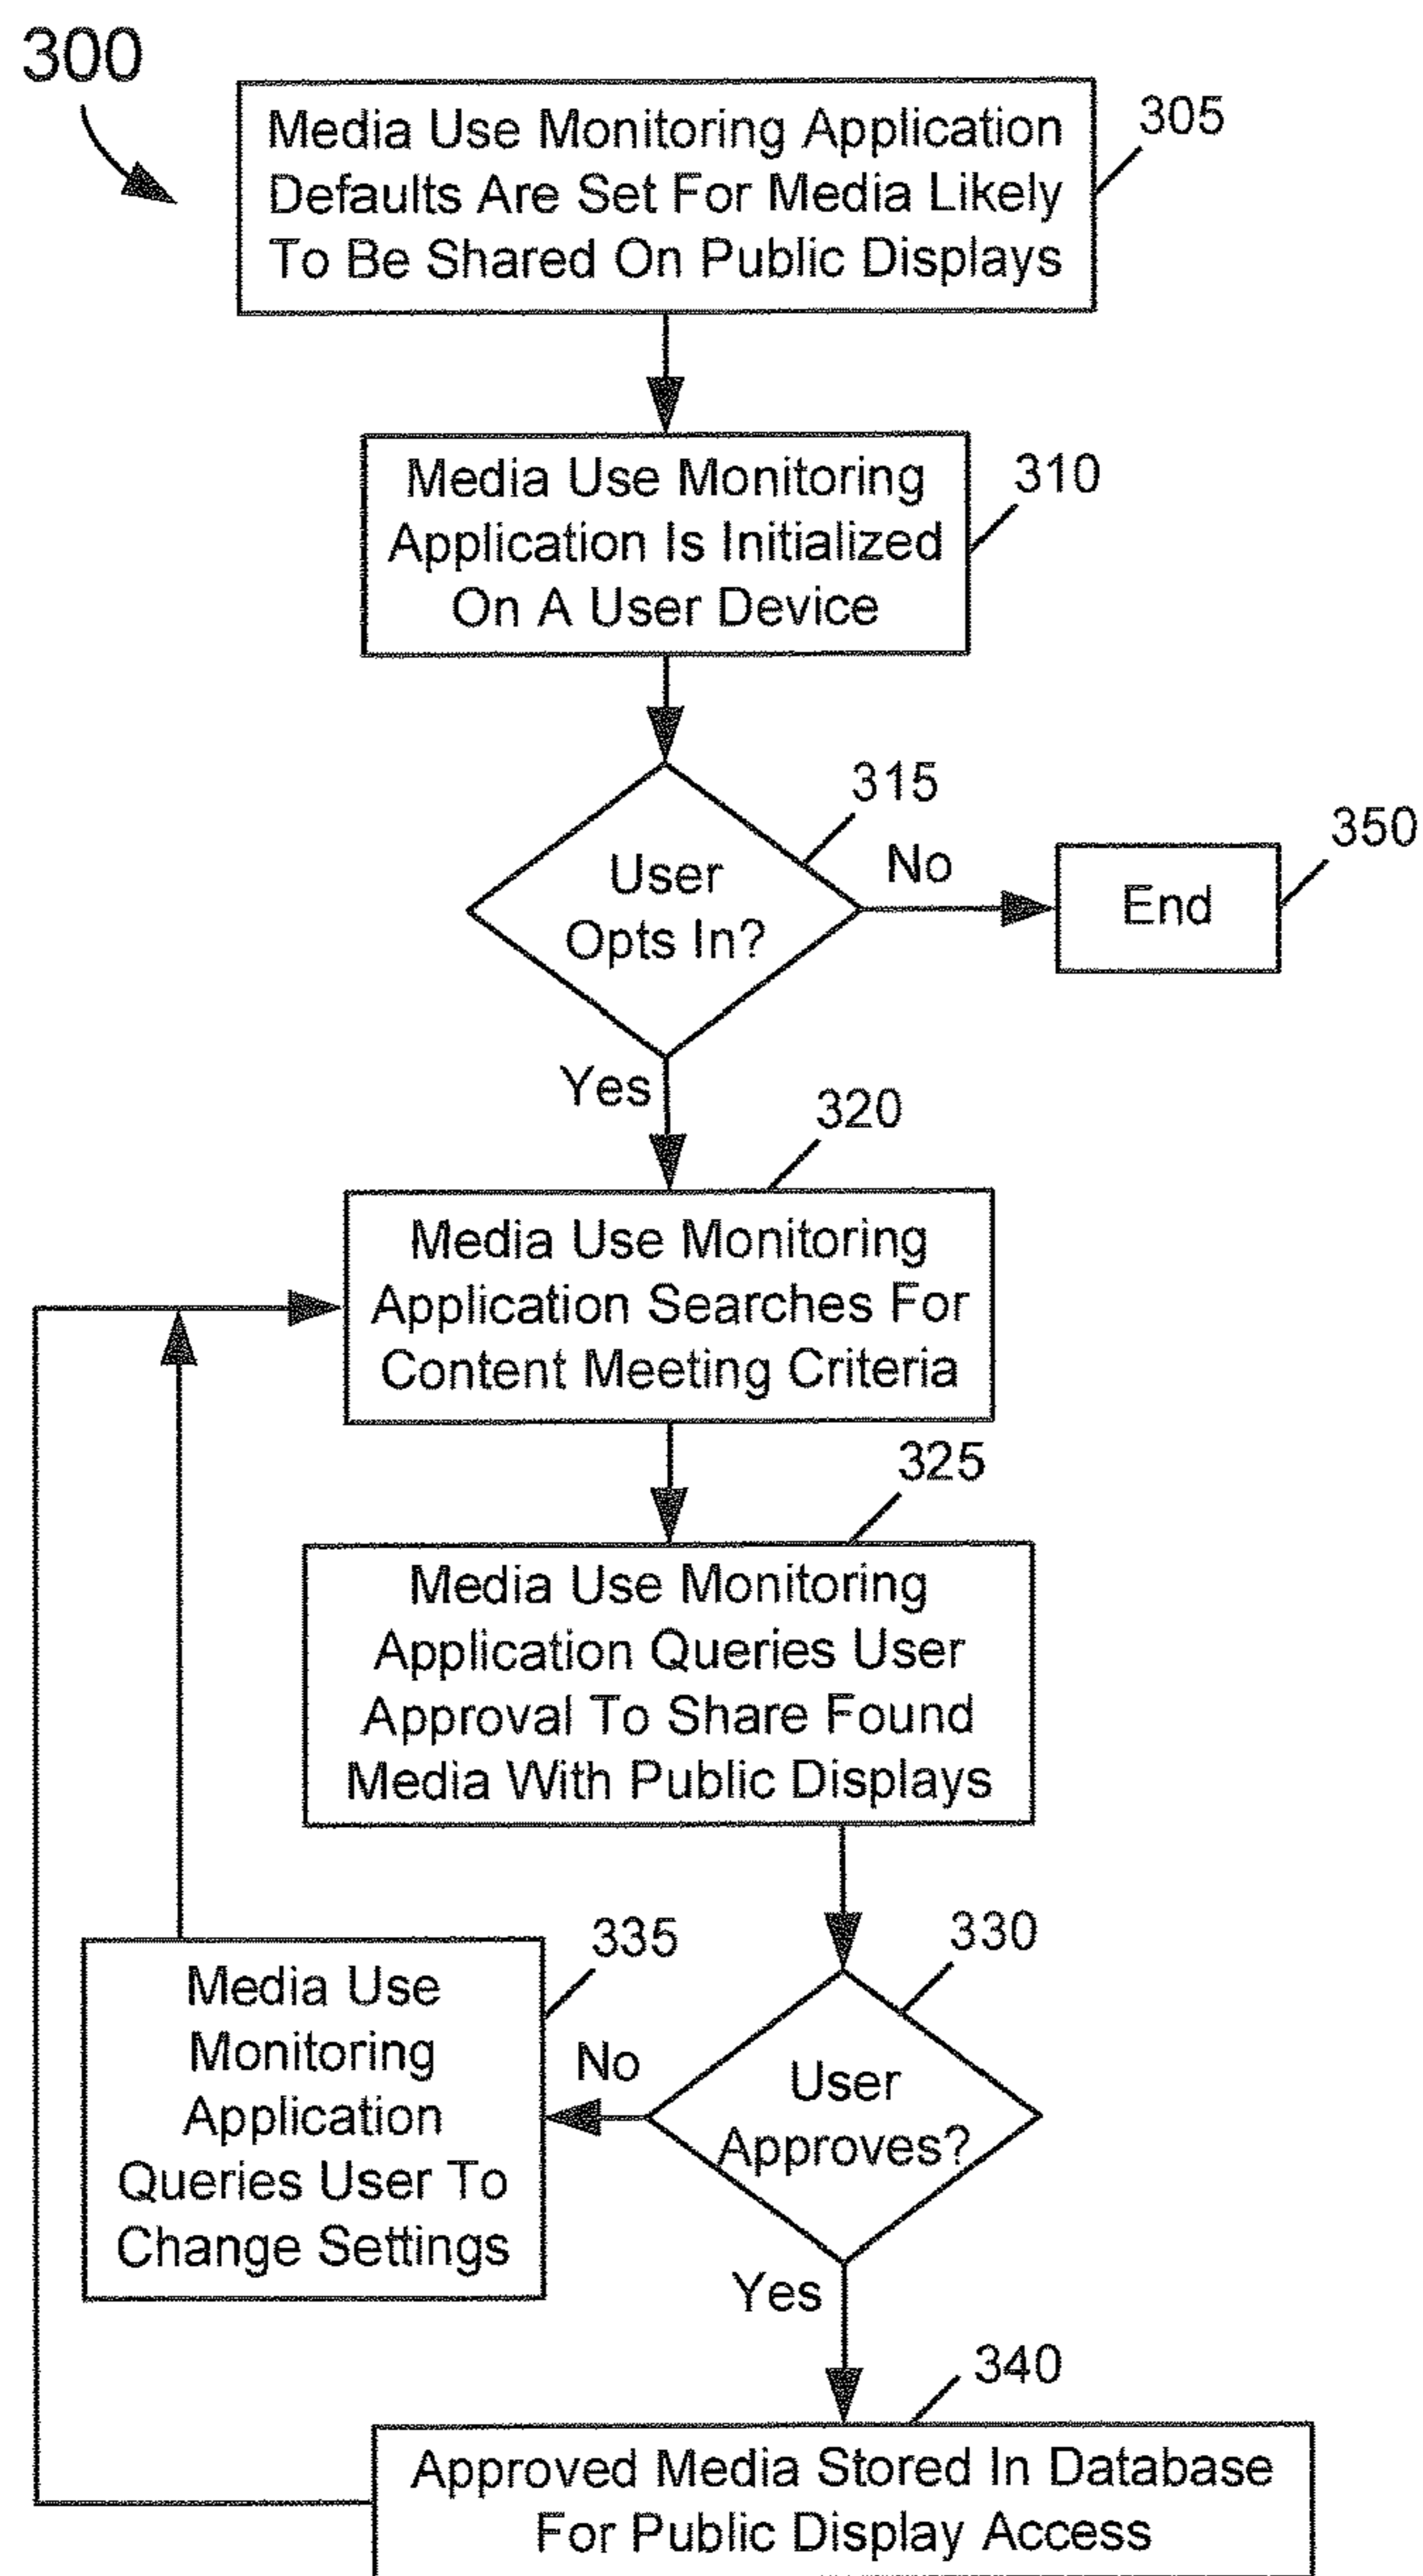 300
Media Use Monitoring Application
Defaults Are Set For Media Likely
To Be Shared On Public Displays
305
Media Use Monitoring
Application Is Initialized
On A User Device
310
User
Opts In?
315
No
End
350
Yes
320
Media Use Monitoring
Application Searches For
Content Meeting Criteria
325
Media Use Monitoring
Application Queries User
Approval To Share Found
Media With Public Displays
330
User
Approves?
No
335
Media Use
Monitoring
Application
Queries User To
Change Settings
Yes
340
Approved Media Stored In Database
For Public Display Access